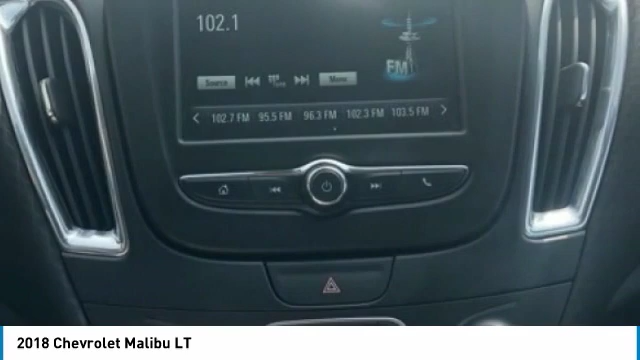 102.1
FM
Source
Tune
Menu
102.7 FM 95.5 FM 96.3 FM 102.3 FM 103.5 FM
2018 Chevrolet Malibu LT